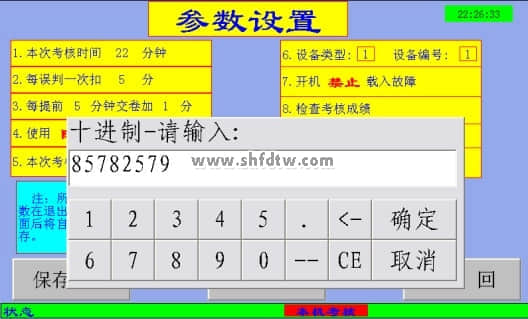 参数设置
22:26:33
1.本次考核时间 22 分钟
2.每误判一次扣 5 分
3.每提前 5 分钟交卷加 1 分
4.使用
5.本次考
6.设备类型: 1 设备编号: 1
7.开机 禁止 载入故障
8.检查考核成绩
十进制-请输入:
85782579
www.shfdtw.com
1 2 3 4 5 . <- 确定
6 7 8 9 0 -- CE 取消
注: 所
数在退出
面后将自
存。
保存
回
状态
本机考核